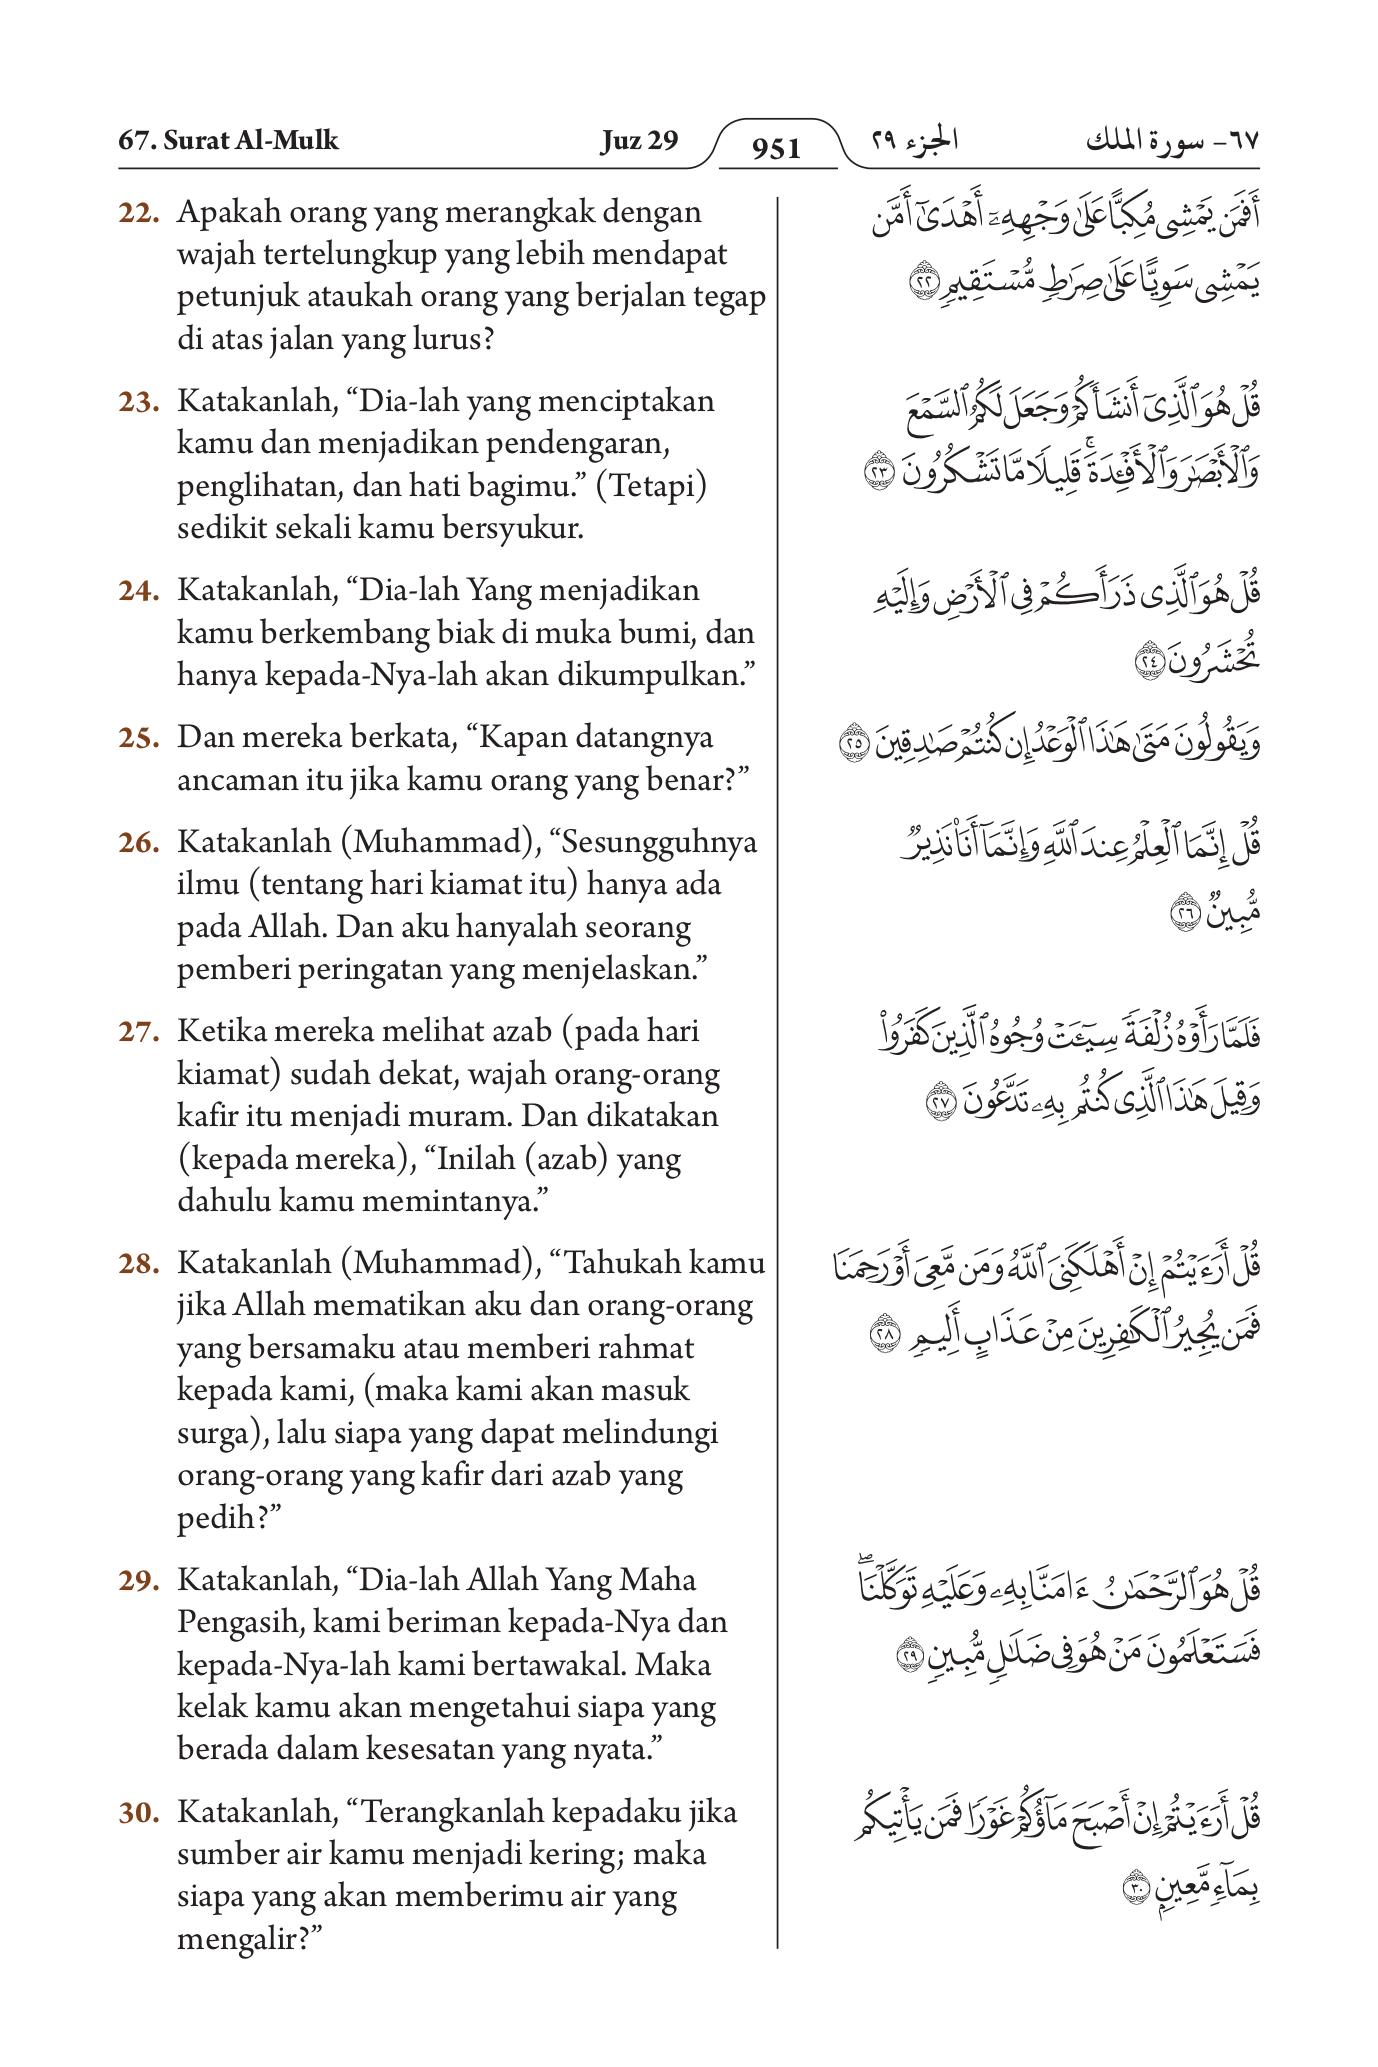 67. Surat Al-Mulk
Juz 29
951
الجزء ٢٩
٦٧- سورة الملك
22. Apakah orang yang merangkak dengan
wajah tertelungkup yang lebih mendapat
petunjuk ataukah orang yang berjalan tegap
di atas jalan yang lurus?
23. Katakanlah, “Dia-lah yang menciptakan
kamu dan menjadikan pendengaran,
penglihatan, dan hati bagimu.” (Tetapi)
sedikit sekali kamu bersyukur.
24. Katakanlah, “Dia-lah Yang menjadikan
kamu berkembang biak di muka bumi, dan
hanya kepada-Nya-lah akan dikumpulkan.”
25. Dan mereka berkata, “Kapan datangnya
ancaman itu jika kamu orang yang benar?”
26. Katakanlah (Muhammad), “Sesungguhnya
ilmu (tentang hari kiamat itu) hanya ada
pada Allah. Dan aku hanyalah seorang
pemberi peringatan yang menjelaskan.”
27. Ketika mereka melihat azab (pada hari
kiamat) sudah dekat, wajah orang-orang
kafir itu menjadi muram. Dan dikatakan
(kepada mereka), “Inilah (azab) yang
dahulu kamu memintanya.”
28. Katakanlah (Muhammad), “Tahukah kamu
jika Allah mematikan aku dan orang-orang
yang bersamaku atau memberi rahmat
kepada kami, (maka kami akan masuk
surga), lalu siapa yang dapat melindungi
orang-orang yang kafir dari azab yang
pedih?”
29. Katakanlah, “Dia-lah Allah Yang Maha
Pengasih, kami beriman kepada-Nya dan
kepada-Nya-lah kami bertawakal. Maka
kelak kamu akan mengetahui siapa yang
berada dalam kesesatan yang nyata.”
30. Katakanlah, “Terangkanlah kepadaku jika
sumber air kamu menjadi kering; maka
siapa yang akan memberimu air yang
mengalir?”
أَفَمَن يَمۡشِي مُكِبًّا عَلَىٰ وَجۡهِهِۦٓ أَهۡدَىٰٓ أَمَّن
يَمۡشِي سَوِيًّا عَلَىٰ صِرَٰطٖ مُّسۡتَقِيمٖ ٢٢
قُلۡ هُوَ ٱلَّذِيٓ أَنشَأَكُمۡ وَجَعَلَ لَكُمُ ٱلسَّمۡعَ
وَٱلۡأَبۡصَٰرَ وَٱلۡأَفۡـِٔدَةَۚ قَلِيلٗا مَّا تَشۡكُرُونَ ٢٣
قُلۡ هُوَ ٱلَّذِي ذَرَأَكُمۡ فِي ٱلۡأَرۡضِ وَإِلَيۡهِ
تُحۡشَرُونَ ٢٤
وَيَقُولُونَ مَتَىٰ هَٰذَا ٱلۡوَعۡدُ إِن كُنتُمۡ صَٰدِقِينَ ٢٥
قُلۡ إِنَّمَا ٱلۡعِلۡمُ عِندَ ٱللَّهِ وَإِنَّمَآ أَنَا۠ نَذِيرٞ
مُّبِينٞ ٢٦
فَلَمَّا رَأَوۡهُ زُلۡفَةٗ سِيٓـَٔتۡ وُجُوهُ ٱلَّذِينَ كَفَرُواْ
وَقِيلَ هَٰذَا ٱلَّذِي كُنتُم بِهِۦ تَدَّعُونَ ٢٧
قُلۡ أَرَءَيۡتُمۡ إِنۡ أَهۡلَكَنِيَ ٱللَّهُ وَمَن مَّعِيَ أَوۡ رَحِمَنَا
فَمَن يُجِيرُ ٱلۡكَٰفِرِينَ مِنۡ عَذَابٍ أَلِيمٖ ٢٨
قُلۡ هُوَ ٱلرَّحۡمَٰنُ ءَامَنَّا بِهِۦ وَعَلَيۡهِ تَوَكَّلۡنَاۖ
فَسَتَعۡلَمُونَ مَنۡ هُوَ فِي ضَلَٰلٖ مُّبِينٖ ٢٩
قُلۡ أَرَءَيۡتُمۡ إِنۡ أَصۡبَحَ مَآؤُكُمۡ غَوۡرٗا فَمَن يَأۡتِيكُم
بِمَآءٖ مَّعِينِۭ ٣٠